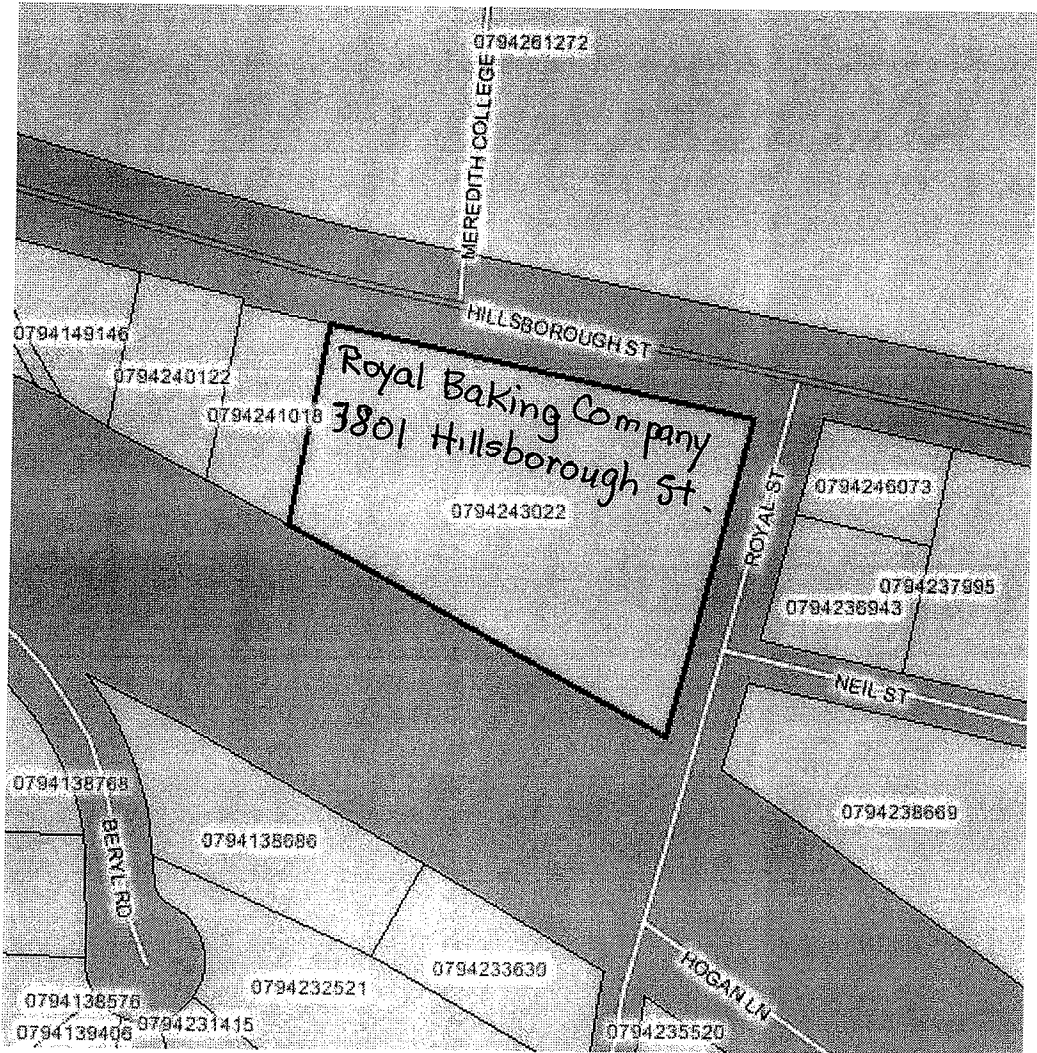 0794261272
MEREDITH COLLEGE
HILLSBOROUGH ST
0794149146
0794240122
0794241018
Royal Baking Company
3801 Hillsborough St.
0794243022
ROYAL ST
0794246073
0794237995
0794236943
NEIL ST
0794138768
BERYL RD
0794138686
0794238669
0794233630
0794232521
HOGAN LN
0794138576
0794231415
0794139406
0794235520